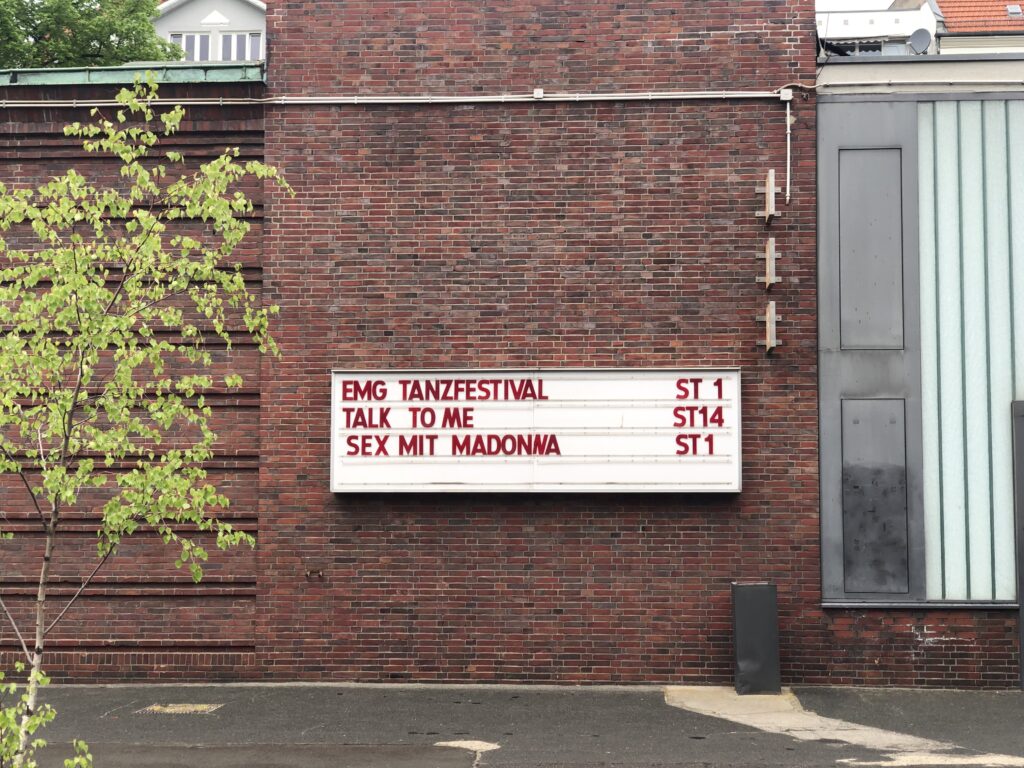 EMG TANZFESTIVAL ST 1
TALK TO ME ST14
SEX MIT MADONNA ST1